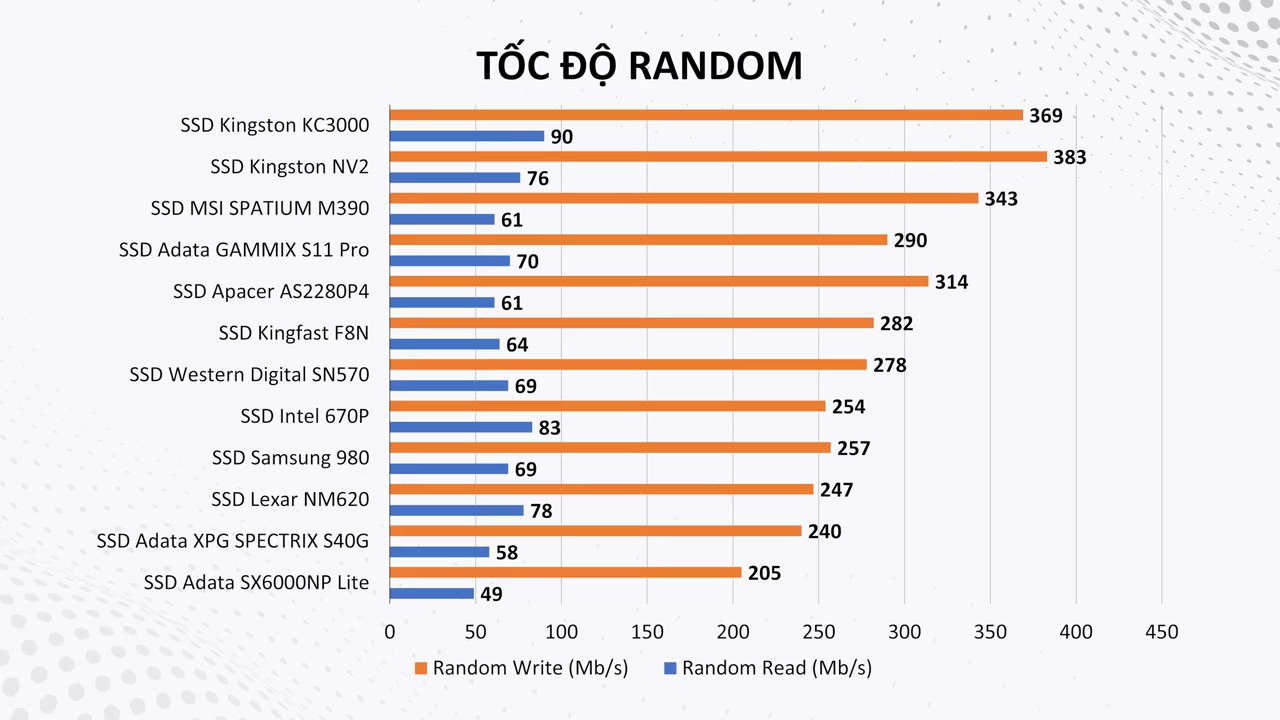 TỐC ĐỘ RANDOM
SSD Kingston KC3000
369
90
SSD Kingston NV2
383
76
SSD MSI SPATIUM M390
343
61
SSD Adata GAMMIX S11 Pro
290
70
SSD Apacer AS2280P4
314
61
SSD Kingfast F8N
282
64
SSD Western Digital SN570
278
69
SSD Intel 670P
254
83
SSD Samsung 980
257
69
SSD Lexar NM620
247
78
SSD Adata XPG SPECTRIX S40G
240
58
SSD Adata SX6000NP Lite
205
49
0 50 100 150 200 250 300 350 400 450
Random Write (Mb/s) Random Read (Mb/s)